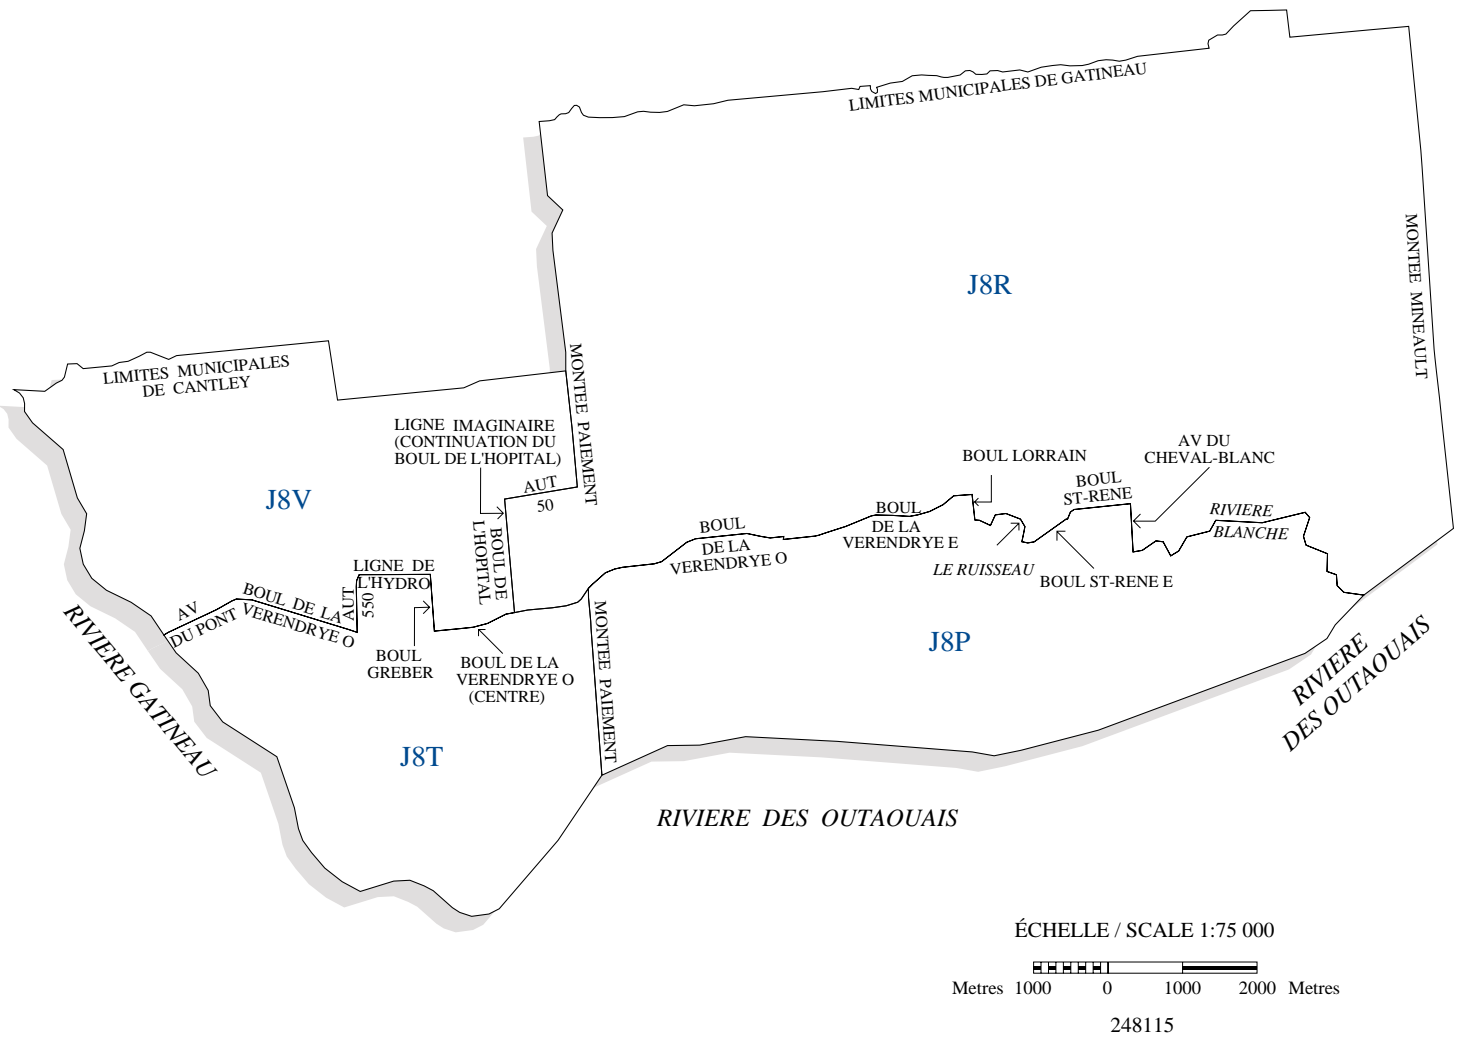 LIMITES MUNICIPALES DE GATINEAU
MONTEE MINEAULT
J8R
LIMITES MUNICIPALES
DE CANTLEY
MONTEE PAIEMENT
LIGNE IMAGINAIRE
(CONTINUATION DU
BOUL DE L'HOPITAL)
AUT
50
J8V
BOUL DE
L'HOPITAL
BOUL LORRAIN
AV DU
CHEVAL-BLANC
BOUL
ST-RENE
RIVIERE
BLANCHE
BOUL
DE LA
VERENDRYE E
BOUL
DE LA
VERENDRYE O
LE RUISSEAU
BOUL ST-RENE E
LIGNE DE
L'HYDRO
AUT
550
AV
DU PONT
BOUL DE LA
VERENDRYE O
BOUL
GREBER
BOUL DE LA
VERENDRYE O
(CENTRE)
MONTEE PAIEMENT
J8P
RIVIERE GATINEAU
J8T
RIVIERE
DES OUTAOUAIS
RIVIERE DES OUTAOUAIS
ÉCHELLE / SCALE 1:75 000
Metres 1000 0 1000 2000 Metres
248115